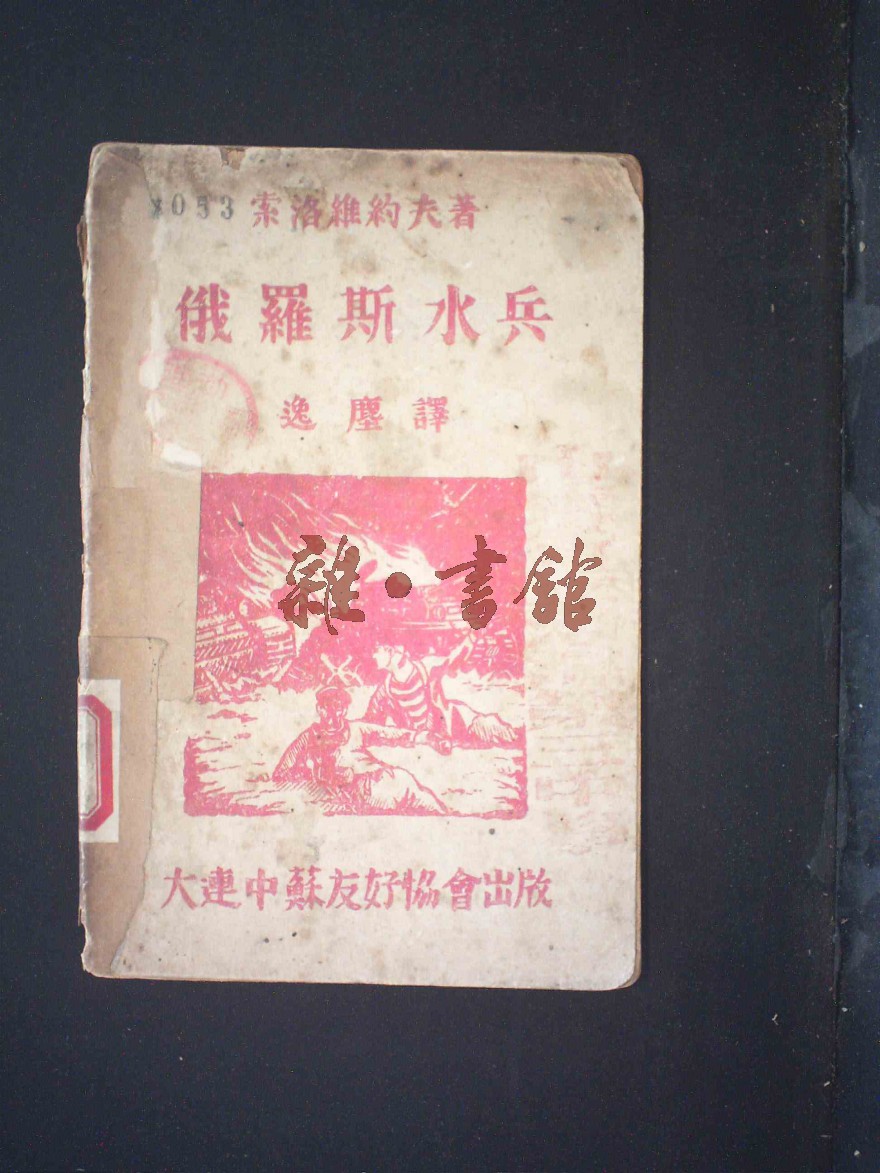 053 索洛維約夫著
俄羅斯水兵
逸塵譯
雜·書館
大連中蘇友好協會出版